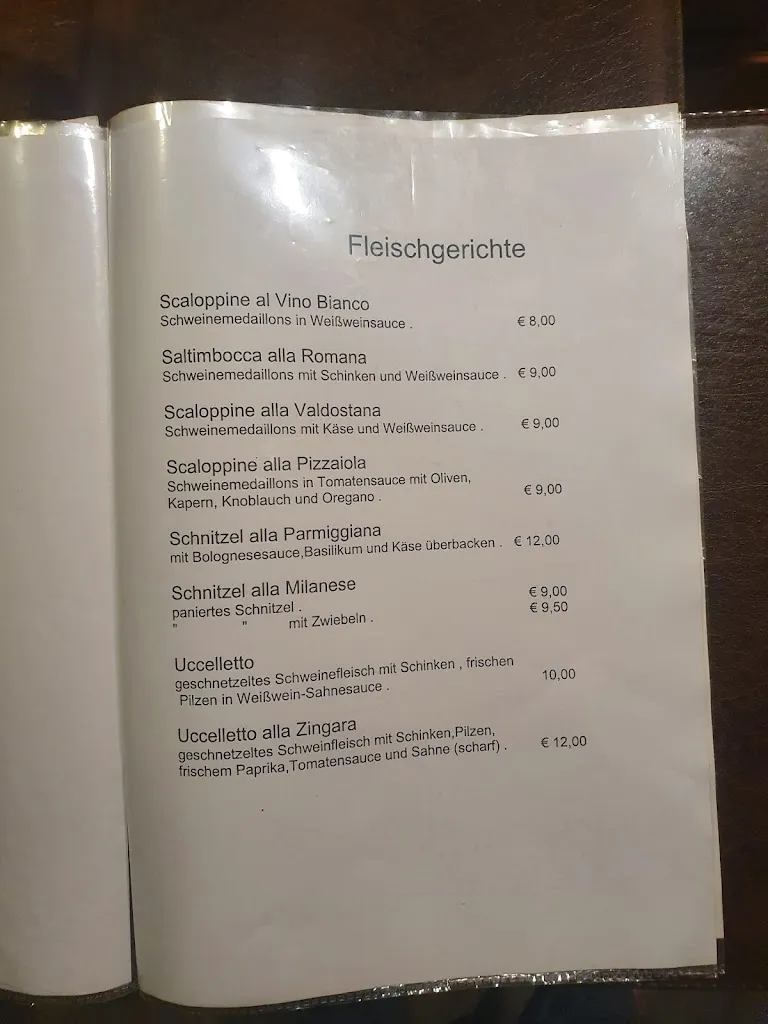 Fleischgerichte
Scaloppine al Vino Bianco
Schweinemedaillons in Weißweinsauce . € 8,00
Saltimbocca alla Romana
Schweinemedaillons mit Schinken und Weißweinsauce . € 9,00
Scaloppine alla Valdostana
Schweinemedaillons mit Käse und Weißweinsauce . € 9,00
Scaloppine alla Pizzaiola
Schweinemedaillons in Tomatensauce mit Oliven,
Kapern, Knoblauch und Oregano . € 9,00
Schnitzel alla Parmiggiana
mit Bolognesesauce,Basilikum und Käse überbacken . € 12,00
Schnitzel alla Milanese
paniertes Schnitzel . € 9,00
" " mit Zwiebeln . € 9,50
Uccelletto
geschnetzeltes Schweinefleisch mit Schinken , frischen
Pilzen in Weißwein-Sahnesauce . 10,00
Uccelletto alla Zingara
geschnetzeltes Schweinfleisch mit Schinken,Pilzen,
frischem Paprika,Tomatensauce und Sahne (scharf) . € 12,00